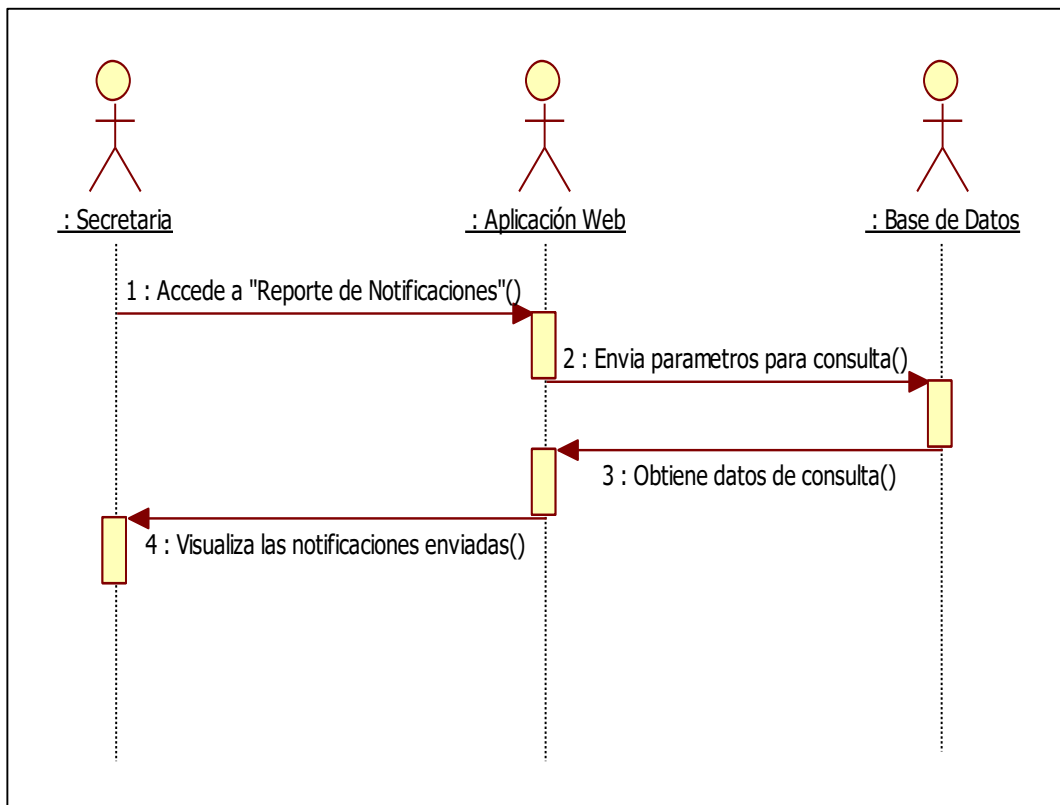 : Secretaria
: Aplicación Web
: Base de Datos
1 : Accede a "Reporte de Notificaciones"()
2 : Envia parametros para consulta()
3 : Obtiene datos de consulta()
4 : Visualiza las notificaciones enviadas()